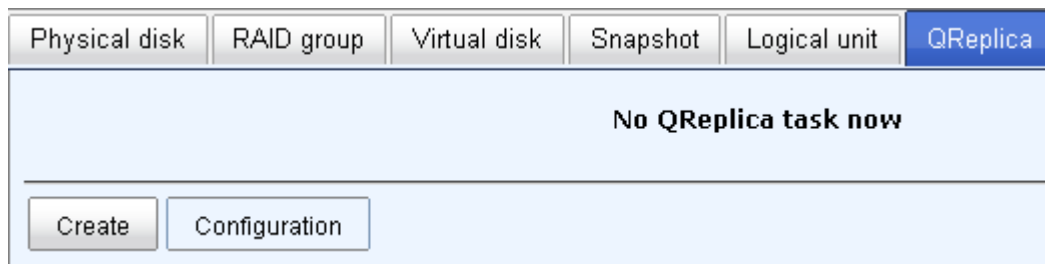 Physical disk RAID group Virtual disk Snapshot Logical unit QReplica
No QReplica task now
Create Configuration